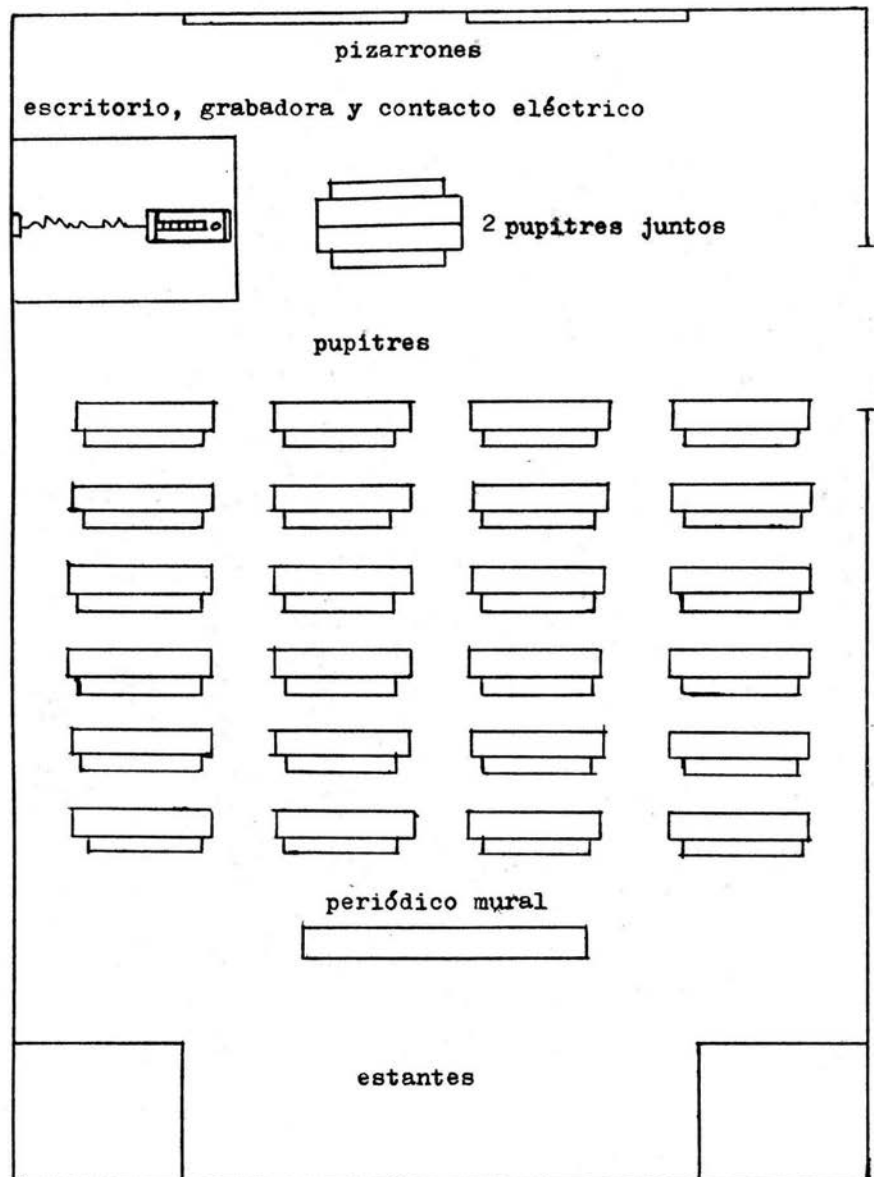 pizarrones
escritorio, grabadora y contacto eléctrico
2 pupitres juntos
pupitres
periódico mural
estantes